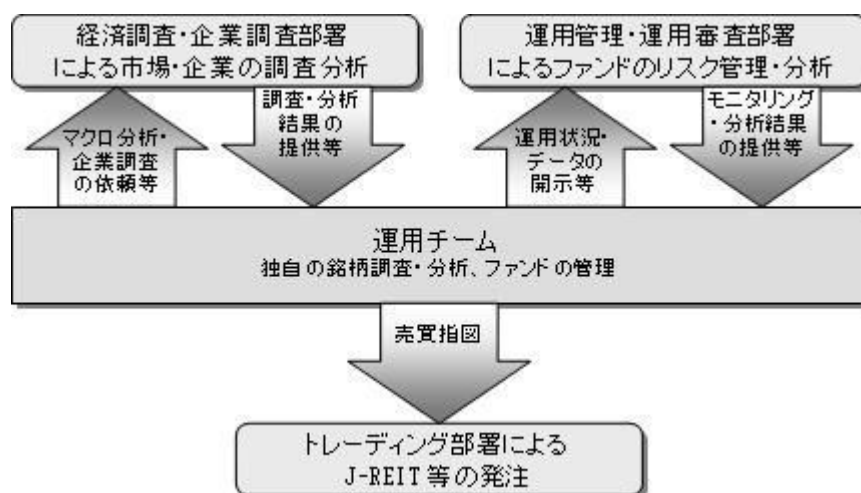 経済調査・企業調査部署
による市場・企業の調査分析
運用管理・運用審査部署
によるファンドのリスク管理・分析
マクロ分析・
企業調査
の依頼等
調査・分析
結果の
提供等
運用状況・
データの
開示等
モニタリング
・分析結果
の提供等
運用チーム
独自の銘柄調査・分析、ファンドの管理
売買指図
トレーディング部署による
J-REIT等の発注